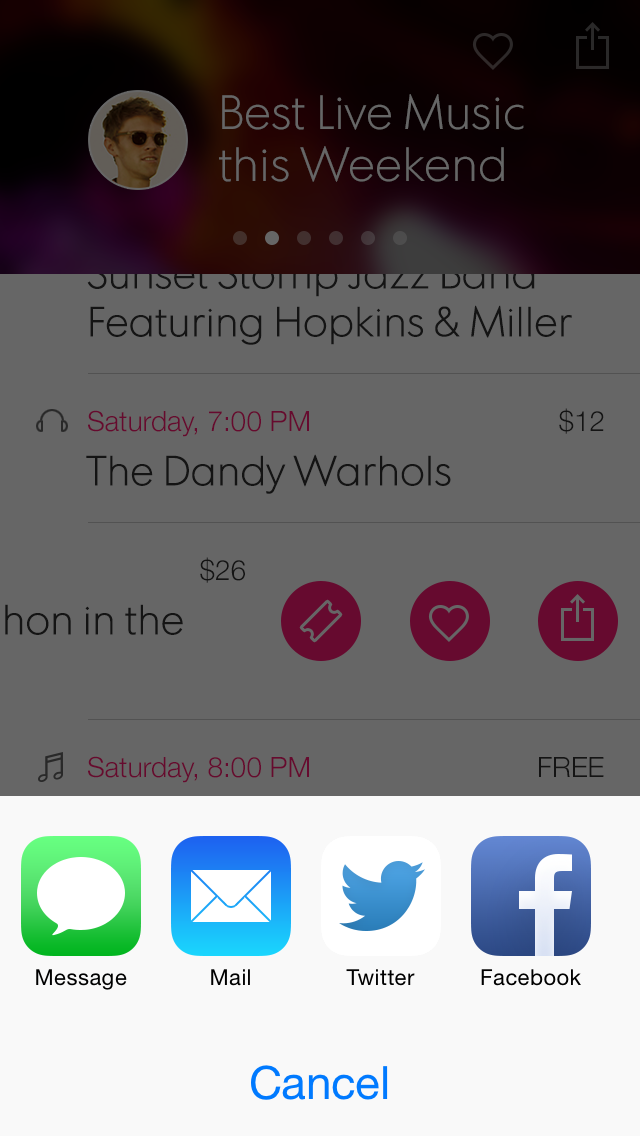 Best Live Music
this Weekend
Sunset Stomp Jazz Band
Featuring Hopkins & Miller
Saturday, 7:00 PM $12
The Dandy Warhols
$26
hon in the
Saturday, 8:00 PM FREE
Message Mail Twitter Facebook
Cancel